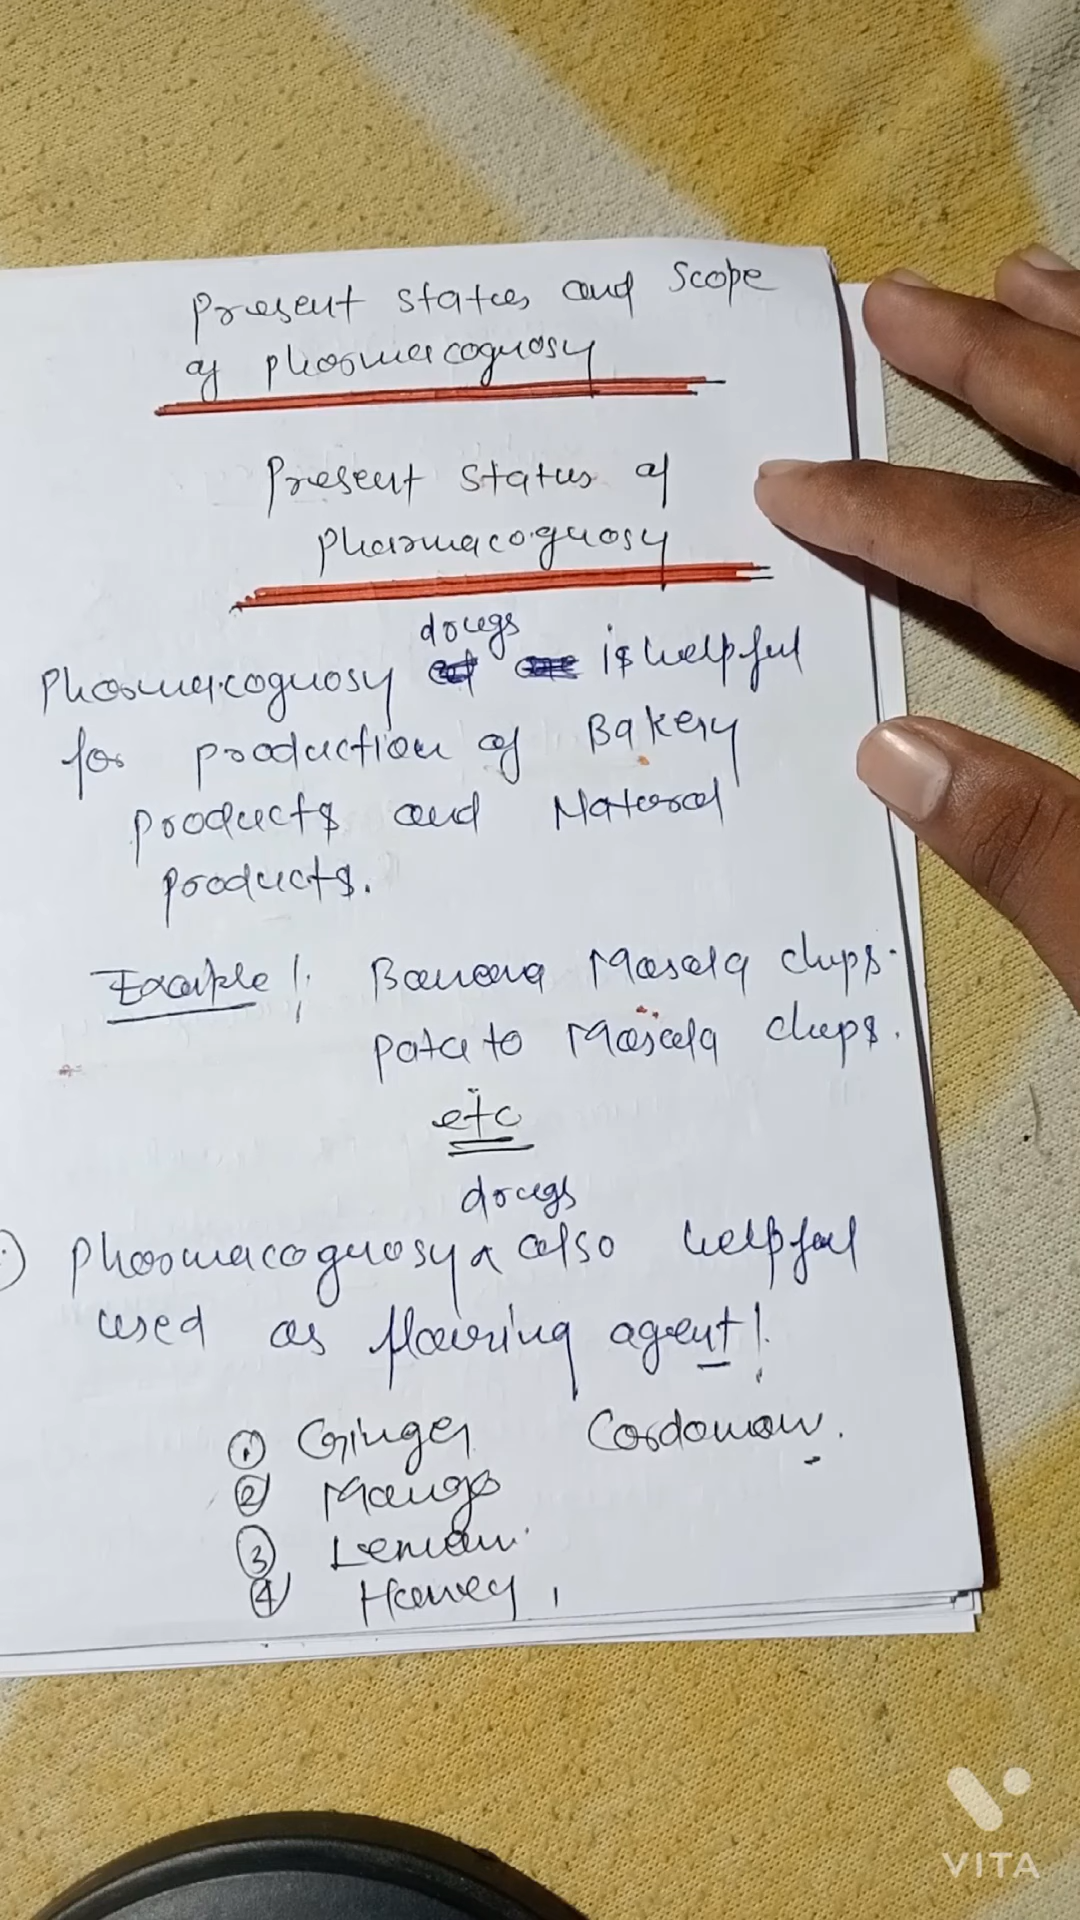 Present states and Scope
of pharmacognosy
Present status of
pharmacognosy
drugs
Pharmacognosy is helpful
for production of Bakery
products and Natural
products.
Example :- Banana Masala chips.
potato Masala chips.
etc
drugs
Pharmacognosy ^ also helpful
used as flavring agent :-
① Ginger Cardamom.
② Mango
③ Lemon
④ Honey
VITA